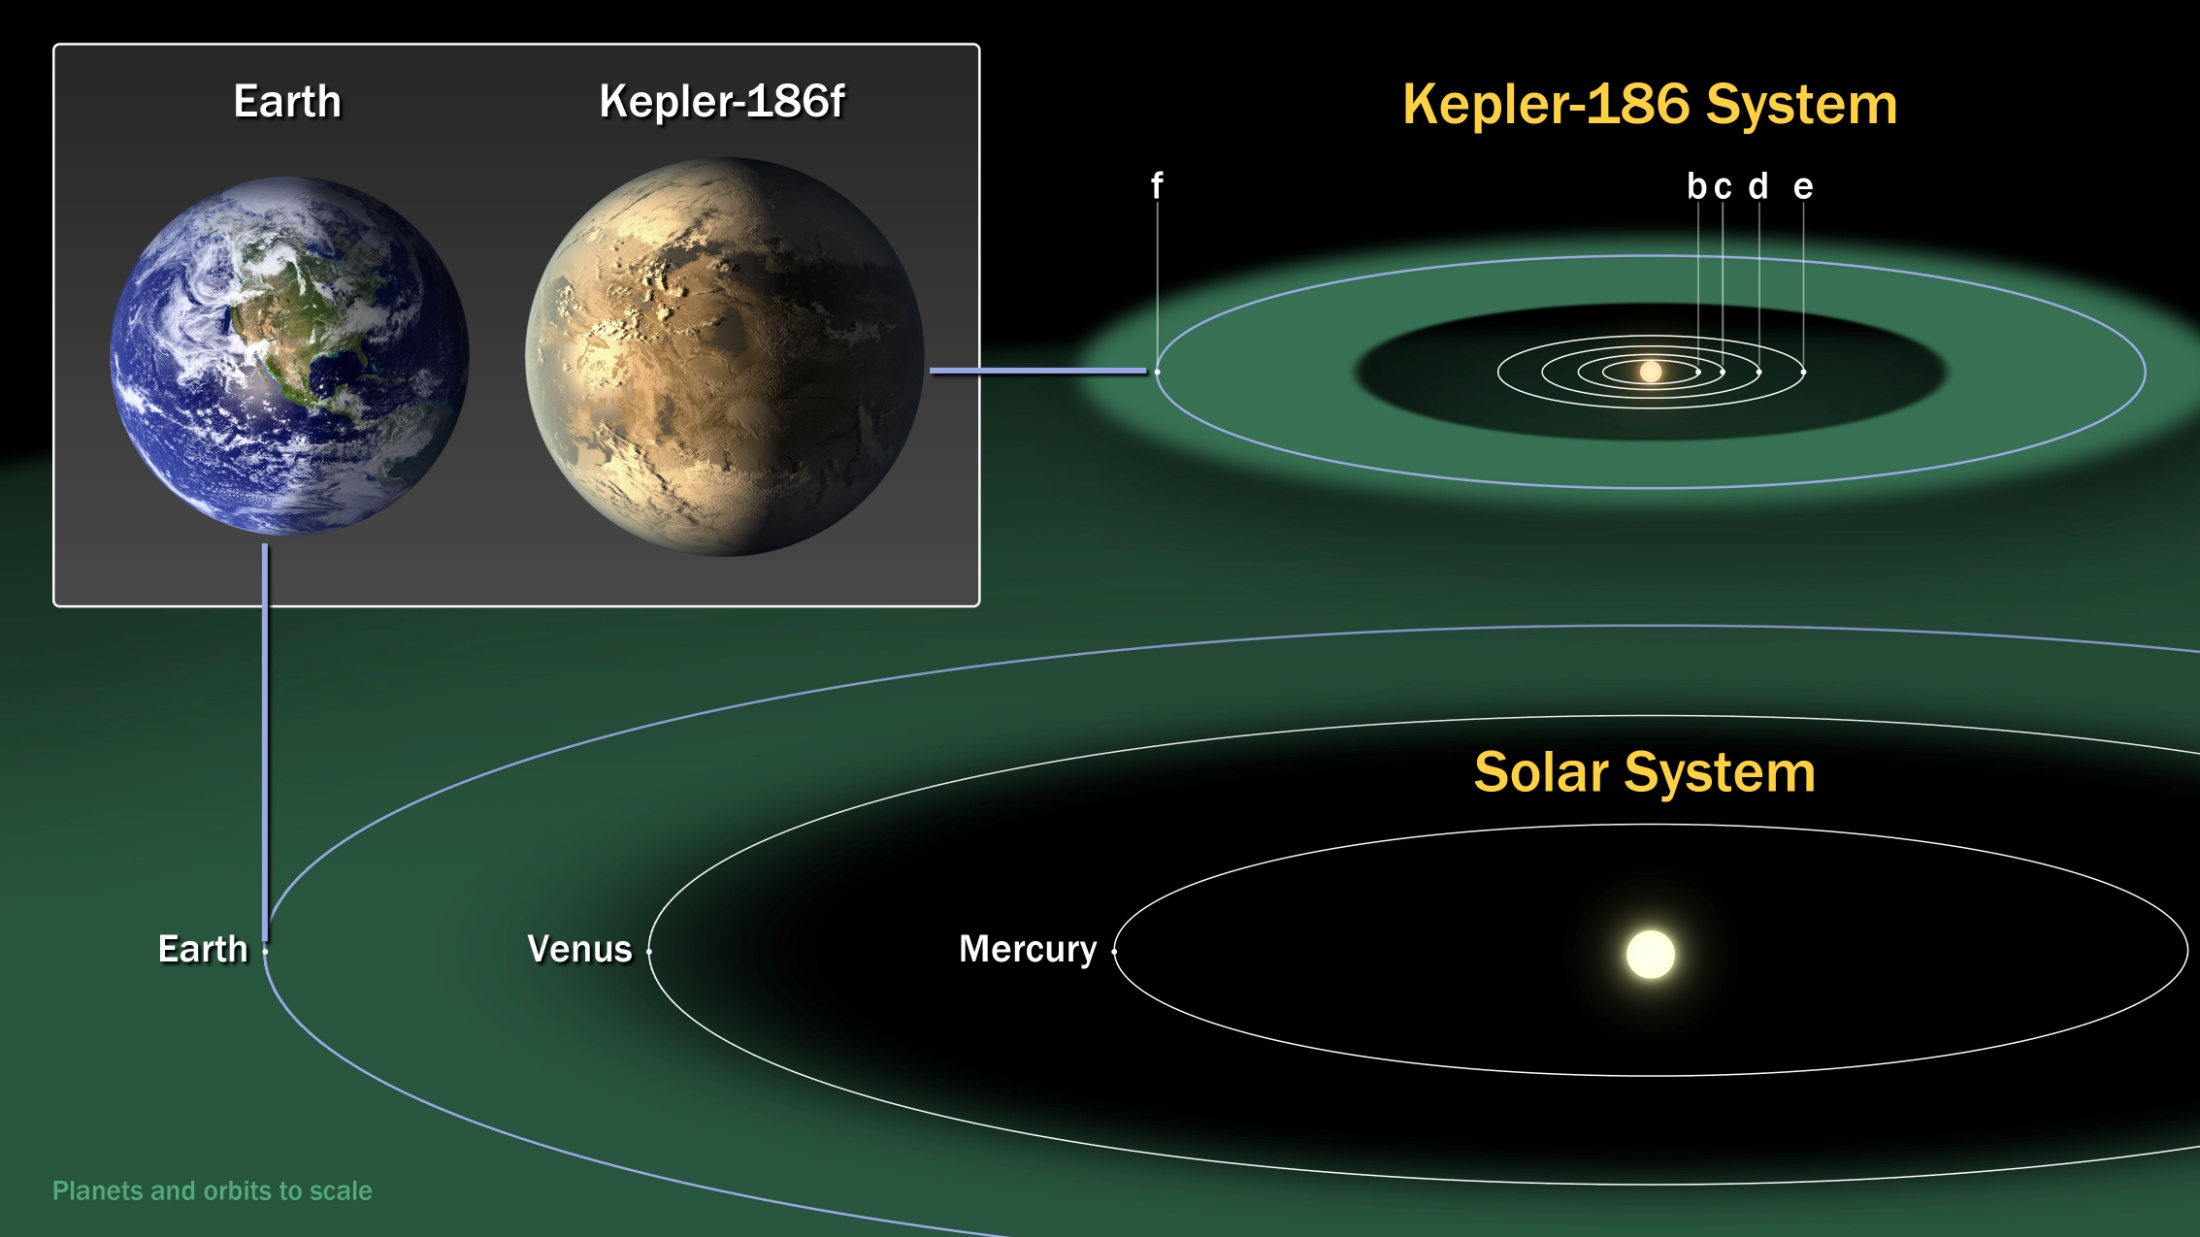 Earth
Kepler-186f
Kepler-186 System
f
b c d e
Solar System
Earth
Venus
Mercury
Planets and orbits to scale